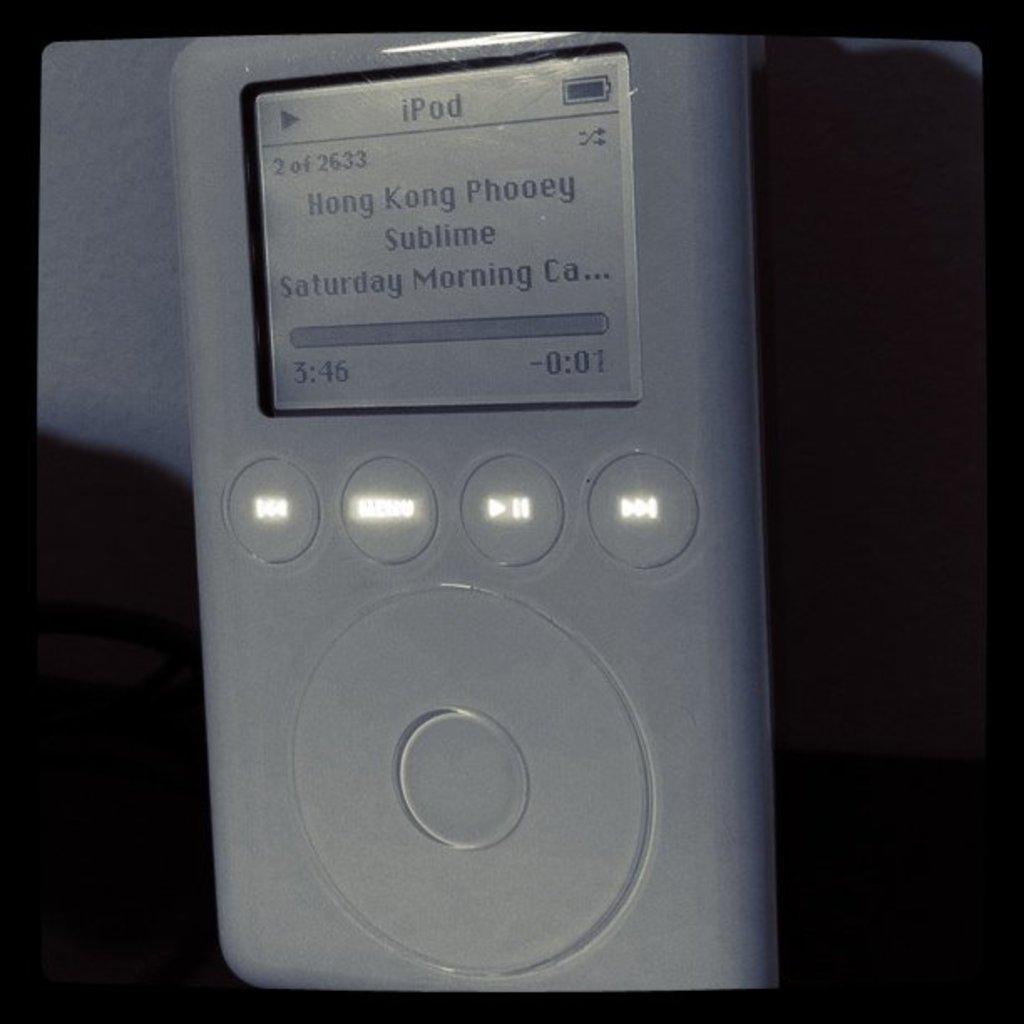 iPod
2 of 2633
Hong Kong Phooey
Sublime
Saturday Morning Ca...
3:46 -0:01
MENU